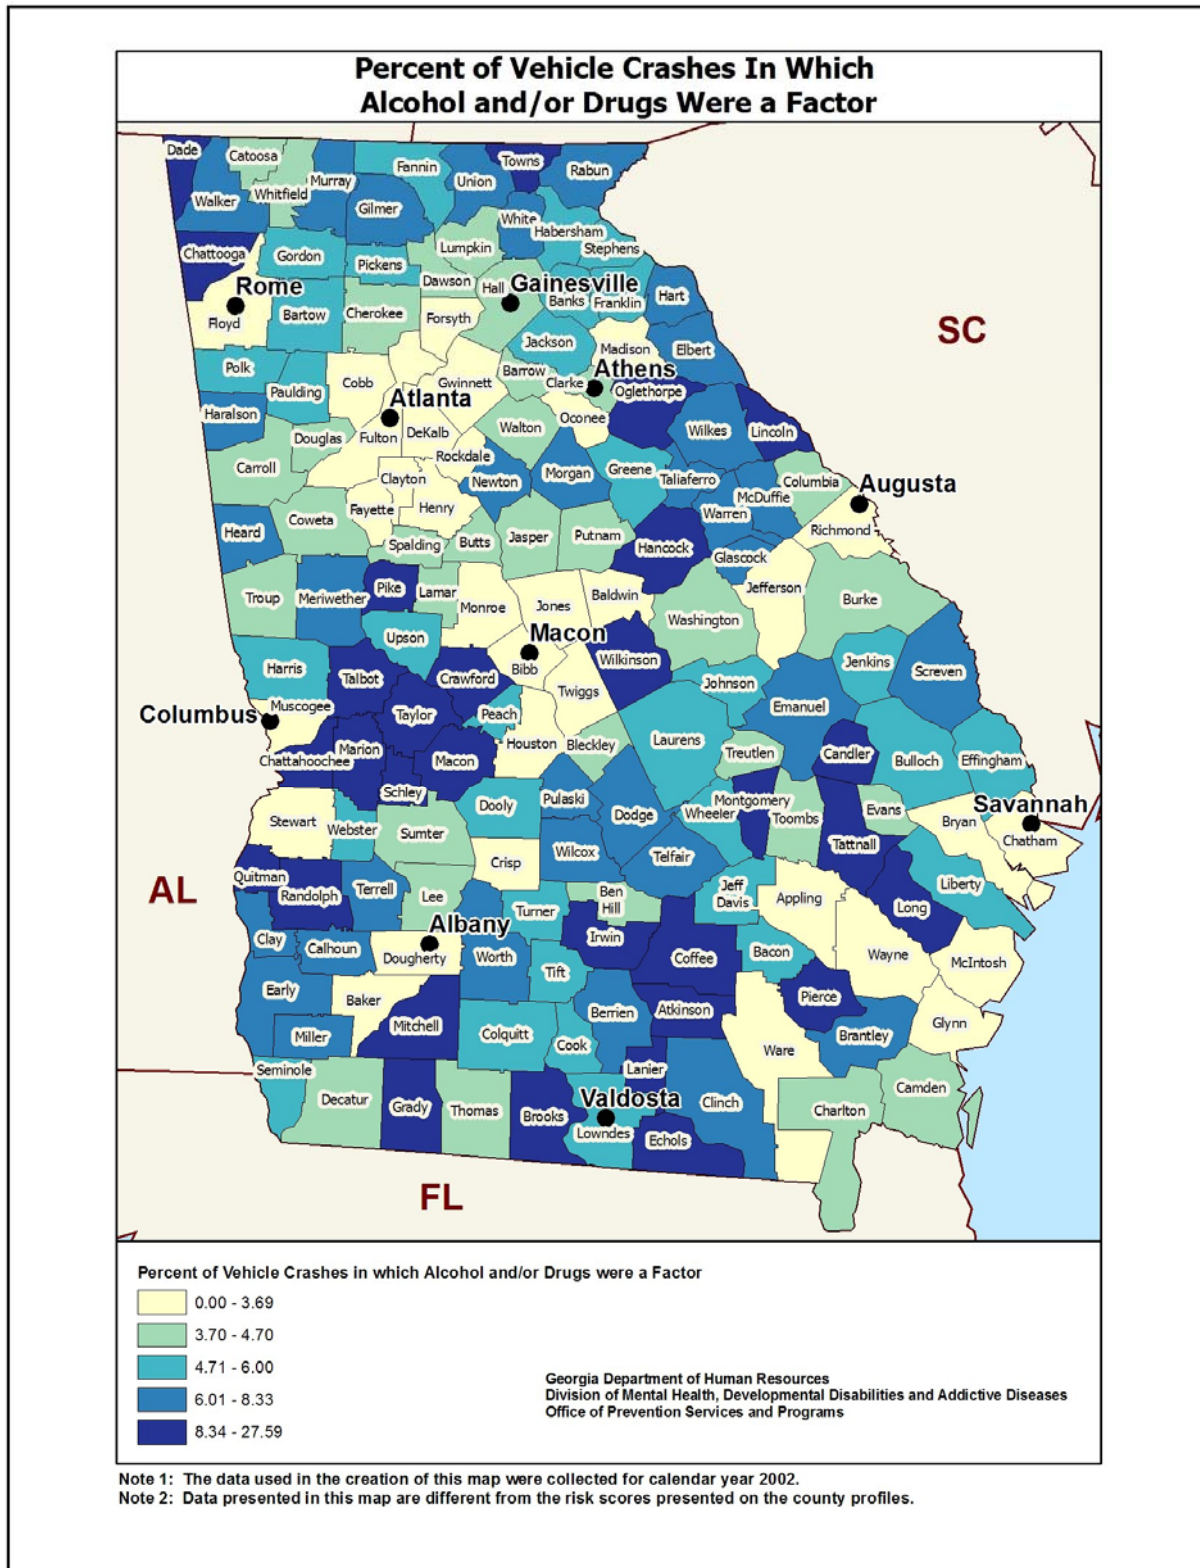 Percent of Vehicle Crashes In Which
Alcohol and/or Drugs Were a Factor
Dade
Catoosa
Whitfield
Murray
Fannin
Union
Towns
Rabun
Walker
Gilmer
White
Habersham
Stephens
Chattooga
Gordon
Pickens
Lumpkin
Dawson
Hall
Gainesville
Banks
Franklin
Hart
Rome
Floyd
Bartow
Cherokee
Forsyth
Jackson
Madison
Elbert
SC
Polk
Paulding
Cobb
Gwinnett
Barrow
Clarke
Athens
Oglethorpe
Haralson
Atlanta
Fulton
DeKalb
Walton
Oconee
Wilkes
Lincoln
Douglas
Rockdale
Carroll
Clayton
Newton
Morgan
Greene
Taliaferro
McDuffie
Columbia
Augusta
Heard
Coweta
Fayette
Henry
Spalding
Butts
Jasper
Putnam
Hancock
Warren
Glascock
Richmond
Troup
Meriwether
Pike
Lamar
Monroe
Jones
Baldwin
Washington
Jefferson
Burke
Upson
Macon
Bibb
Wilkinson
Johnson
Jenkins
Screven
Harris
Talbot
Crawford
Twiggs
Emanuel
Columbus
Muscogee
Taylor
Peach
Houston
Bleckley
Laurens
Treutlen
Candler
Bulloch
Effingham
Chattahoochee
Marion
Macon
Schley
Dooly
Pulaski
Dodge
Wheeler
Montgomery
Toombs
Evans
Tattnall
Bryan
Savannah
Chatham
Stewart
Webster
Sumter
Crisp
Wilcox
Telfair
AL
Quitman
Randolph
Terrell
Lee
Turner
Ben
Hill
Jeff
Davis
Appling
Long
Liberty
Clay
Calhoun
Albany
Dougherty
Worth
Irwin
Coffee
Bacon
Wayne
McIntosh
Early
Baker
Mitchell
Tift
Berrien
Atkinson
Pierce
Brantley
Glynn
Miller
Colquitt
Cook
Ware
Seminole
Decatur
Grady
Thomas
Brooks
Valdosta
Lowndes
Lanier
Echols
Clinch
Charlton
Camden
FL
Percent of Vehicle Crashes in which Alcohol and/or Drugs were a Factor
0.00 - 3.69
3.70 - 4.70
4.71 - 6.00
6.01 - 8.33
8.34 - 27.59
Georgia Department of Human Resources
Division of Mental Health, Developmental Disabilities and Addictive Diseases
Office of Prevention Services and Programs
Note 1:  The data used in the creation of this map were collected for calendar year 2002.
Note 2:  Data presented in this map are different from the risk scores presented on the county profiles.